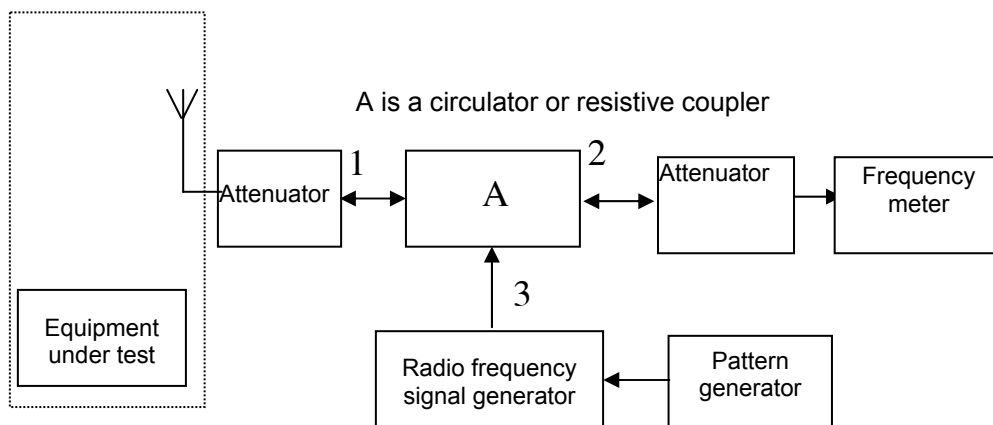 A is a circulator or resistive coupler
Attenuator
1
A
2
Attenuator
Frequency
meter
3
Equipment
under test
Radio frequency
signal generator
Pattern
generator